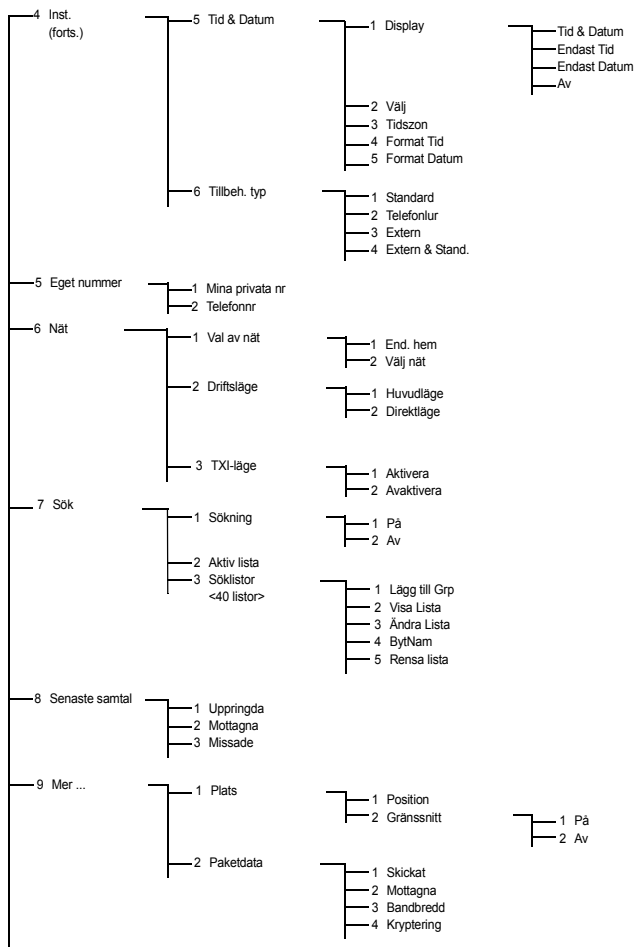 4 Inst.
(forts.)
5 Tid & Datum
1 Display
Tid & Datum
Endast Tid
Endast Datum
Av
2 Välj
3 Tidszon
4 Format Tid
5 Format Datum
6 Tillbeh. typ
1 Standard
2 Telefonlur
3 Extern
4 Extern & Stand.
5 Eget nummer
1 Mina privata nr
2 Telefonnr
6 Nät
1 Val av nät
1 End. hem
2 Välj nät
2 Driftsläge
1 Huvudläge
2 Direktläge
3 TXI-läge
1 Aktivera
2 Avaktivera
7 Sök
1 Sökning
1 På
2 Av
2 Aktiv lista
3 Söklistor
<40 listor>
1 Lägg till Grp
2 Visa Lista
3 Ändra Lista
4 BytNam
5 Rensa lista
8 Senaste samtal
1 Uppringda
2 Mottagna
3 Missade
9 Mer ...
1 Plats
1 Position
2 Gränssnitt
1 På
2 Av
2 Paketdata
1 Skickat
2 Mottagna
3 Bandbredd
4 Kryptering